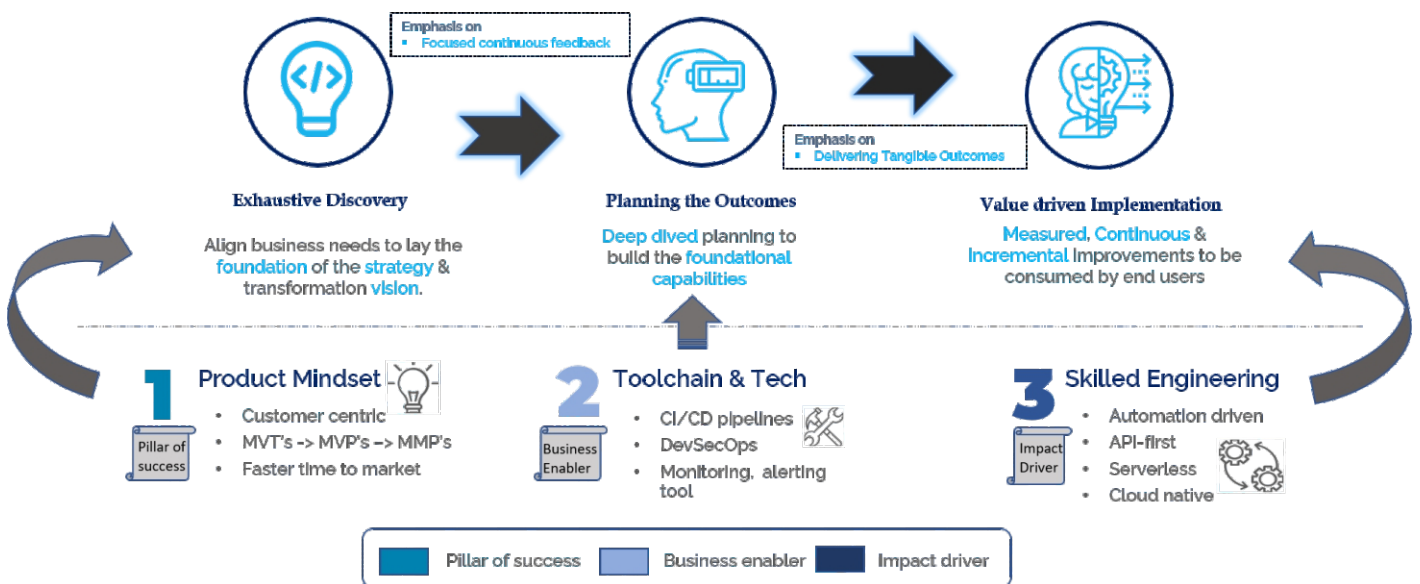 Emphasis on
▪ Focused continuous feedback
</>
Emphasis on
▪ Delivering Tangible Outcomes
Exhaustive Discovery
Align business needs to lay the
foundation of the strategy &
transformation vision.
Planning the Outcomes
Deep dived planning to
build the foundational
capabilities
Value driven Implementation
Measured, Continuous &
Incremental Improvements to be
consumed by end users
1 Product Mindset
• Customer centric
• MVT's -> MVP's -> MMP's
• Faster time to market
Pillar of
success
2 Toolchain & Tech
• CI/CD pipelines
• DevSecOps
• Monitoring, alerting
tool
Business
Enabler
3 Skilled Engineering
• Automation driven
• API-first
• Serverless
• Cloud native
Impact
Driver
Pillar of success
Business enabler
Impact driver